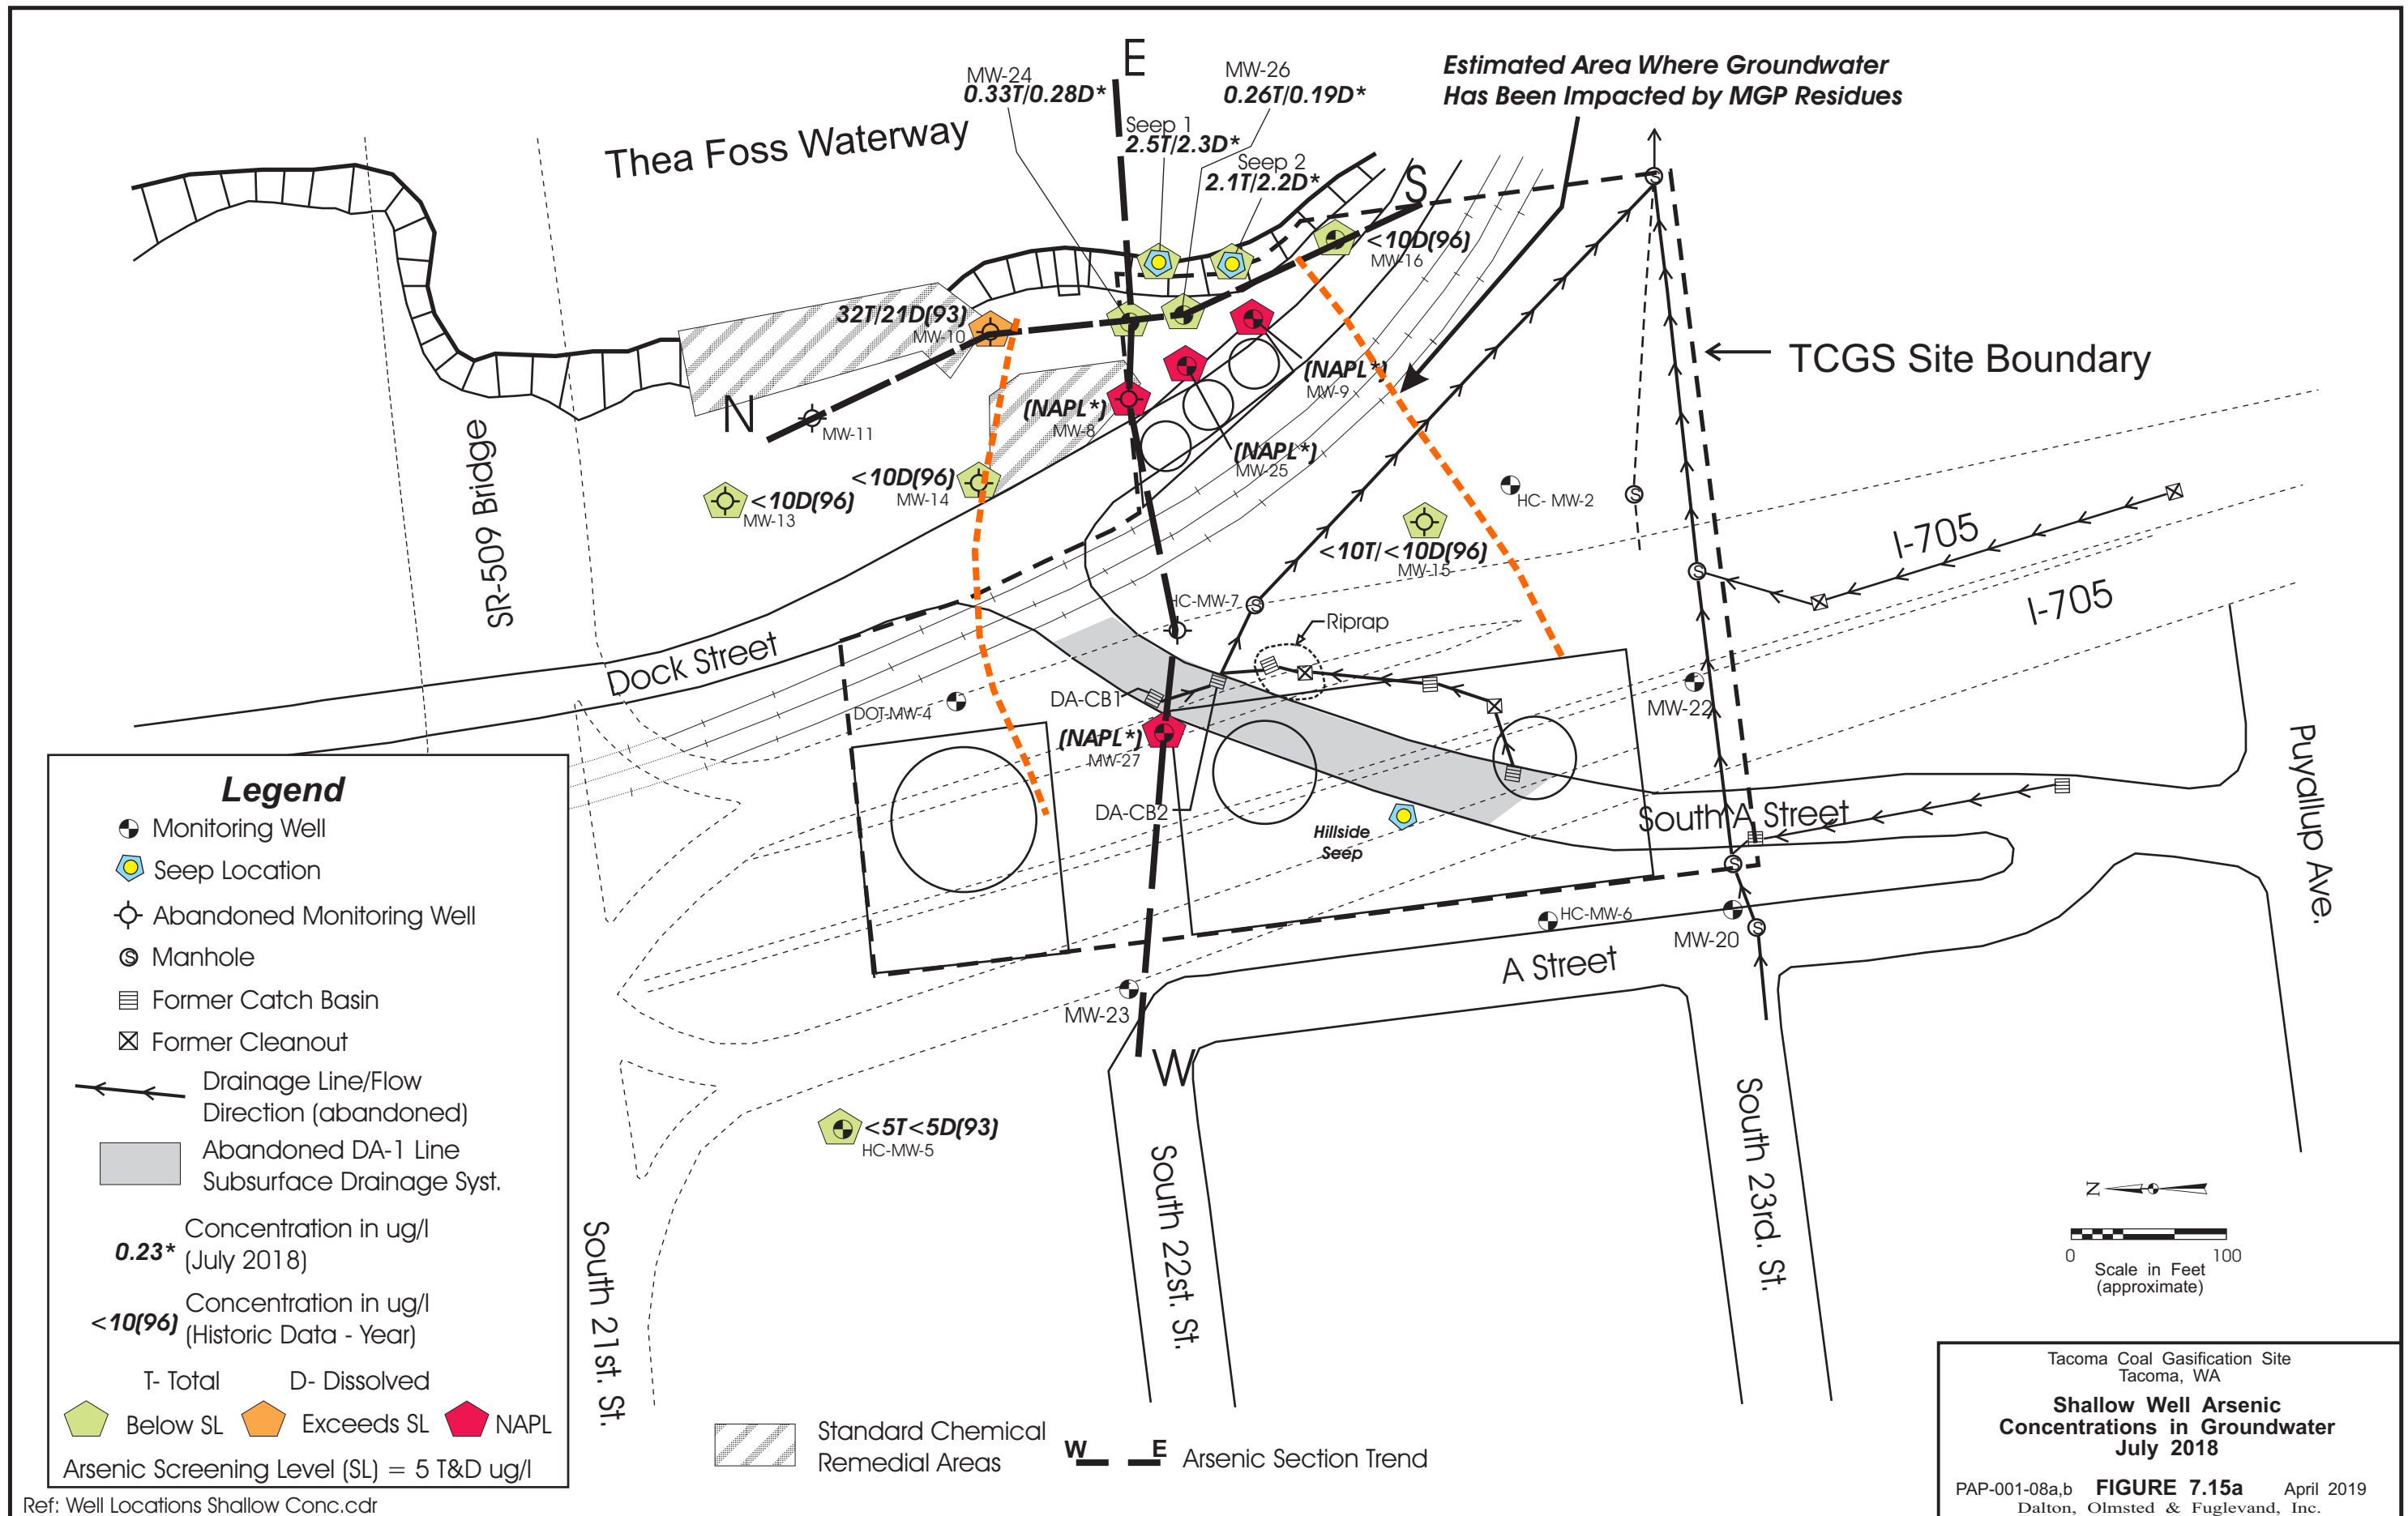 E
MW-24
0.33T/0.28D*
MW-26
0.26T/0.19D*
Estimated Area Where Groundwater
Has Been Impacted by MGP Residues
Thea Foss Waterway
Seep 1
2.5T/2.3D*
Seep 2
2.1T/2.2D*
S
S
<10D(96)
MW-16
32T/21D(93)
MW-10
TCGS Site Boundary
(NAPL*)
MW-9
N
MW-11
(NAPL*)
MW-8
(NAPL*)
MW-25
SR-509 Bridge
<10D(96)
MW-14
<10D(96)
MW-13
HC- MW-2
S
<10T/<10D(96)
MW-15
I-705
S
I-705
HC-MW-7
S
Riprap
Dock Street
DA-CB1
DOT-MW-4
MW-22
(NAPL*)
MW-27
DA-CB2
Hillside
Seep
South A Street
Puyallup Ave.
S
HC-MW-6
MW-20
S
A Street
MW-23
W
<5T<5D(93)
HC-MW-5
South 21st. St.
South 22st. St.
South 23rd. St.
N
0 100
Scale in Feet
(approximate)
Legend
Monitoring Well
Seep Location
Abandoned Monitoring Well
S Manhole
Former Catch Basin
Former Cleanout
Drainage Line/Flow
Direction (abandoned)
Abandoned DA-1 Line
Subsurface Drainage Syst.
0.23* Concentration in ug/l
(July 2018)
<10(96) Concentration in ug/l
(Historic Data - Year)
T- Total D- Dissolved
Below SL Exceeds SL NAPL
Arsenic Screening Level (SL) = 5 T&D ug/l
Ref: Well Locations Shallow Conc.cdr
Standard Chemical
Remedial Areas
W E Arsenic Section Trend
Tacoma Coal Gasification Site
Tacoma, WA
Shallow Well Arsenic
Concentrations in Groundwater
July 2018
PAP-001-08a,b FIGURE 7.15a April 2019
Dalton, Olmsted & Fuglevand, Inc.